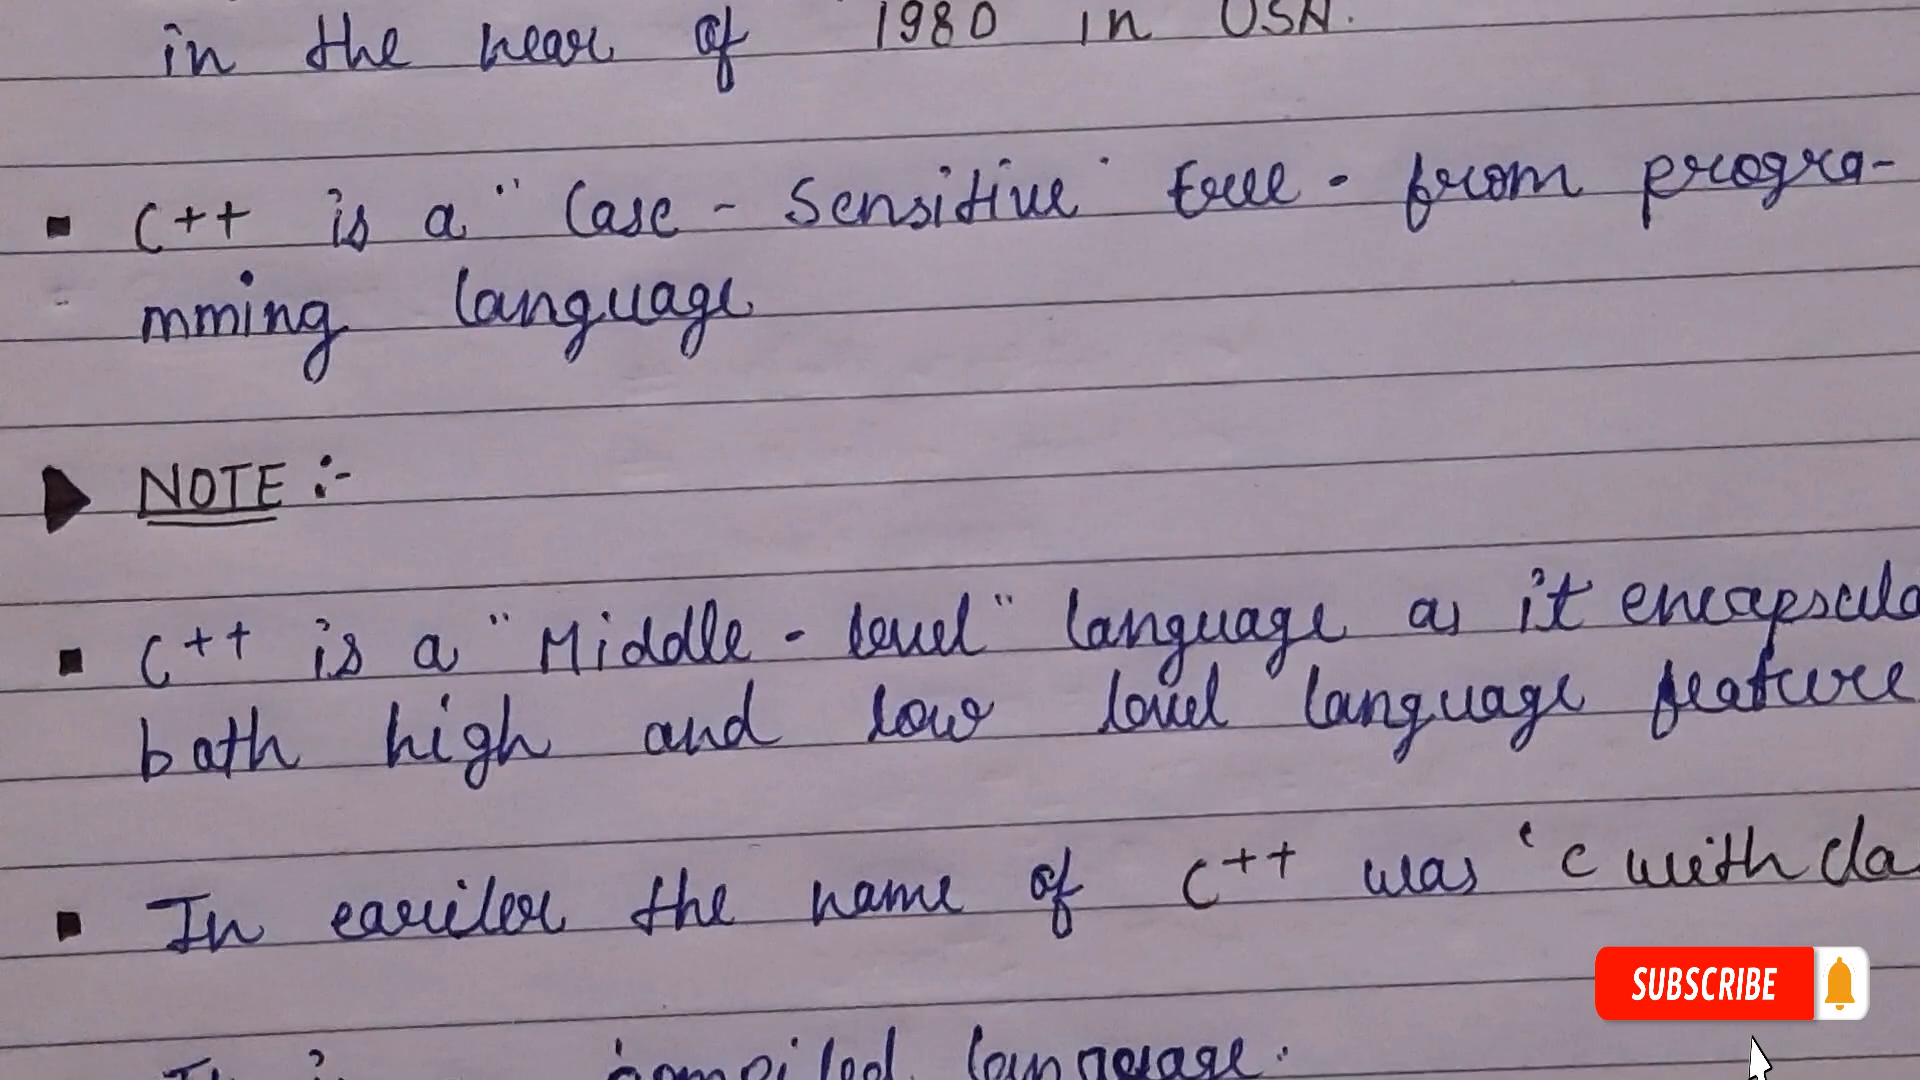 in the near of 1980 in USA.
▪ C++ is a "Case - Sensitive" free - from progra-
mming language
▶ NOTE :-
▪ C++ is a "Middle - level" language as it encapsula
both high and low level language feature
▪ In earlier the name of C++ was 'C with cla
compiled language.
SUBSCRIBE